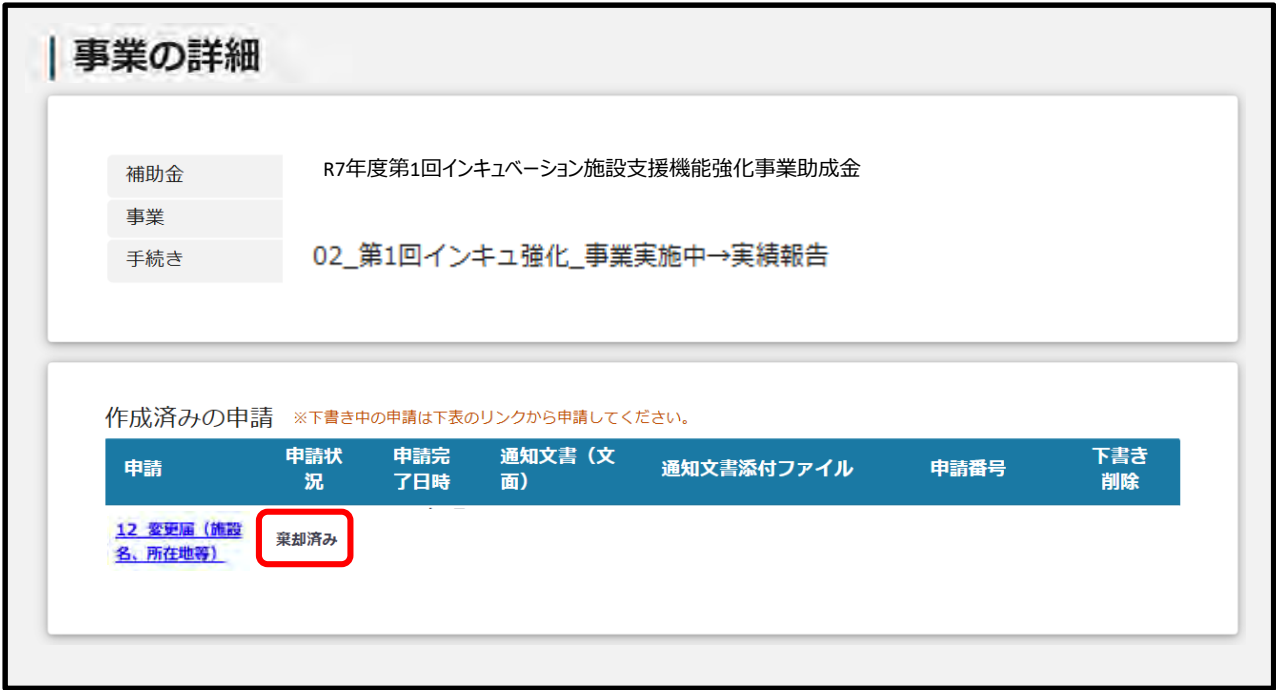 事業の詳細
補助金
R7年度第1回インキュベーション施設支援機能強化事業助成金
事業
手続き
02_第1回インキュ強化_事業実施中→実績報告
作成済みの申請 ※下書き中の申請は下表のリンクから申請してください。
申請
申請状
況
申請完
了日時
通知文書（文
面）
通知文書添付ファイル
申請番号
下書き
削除
12_変更届（施設
名、所在地等）
棄却済み